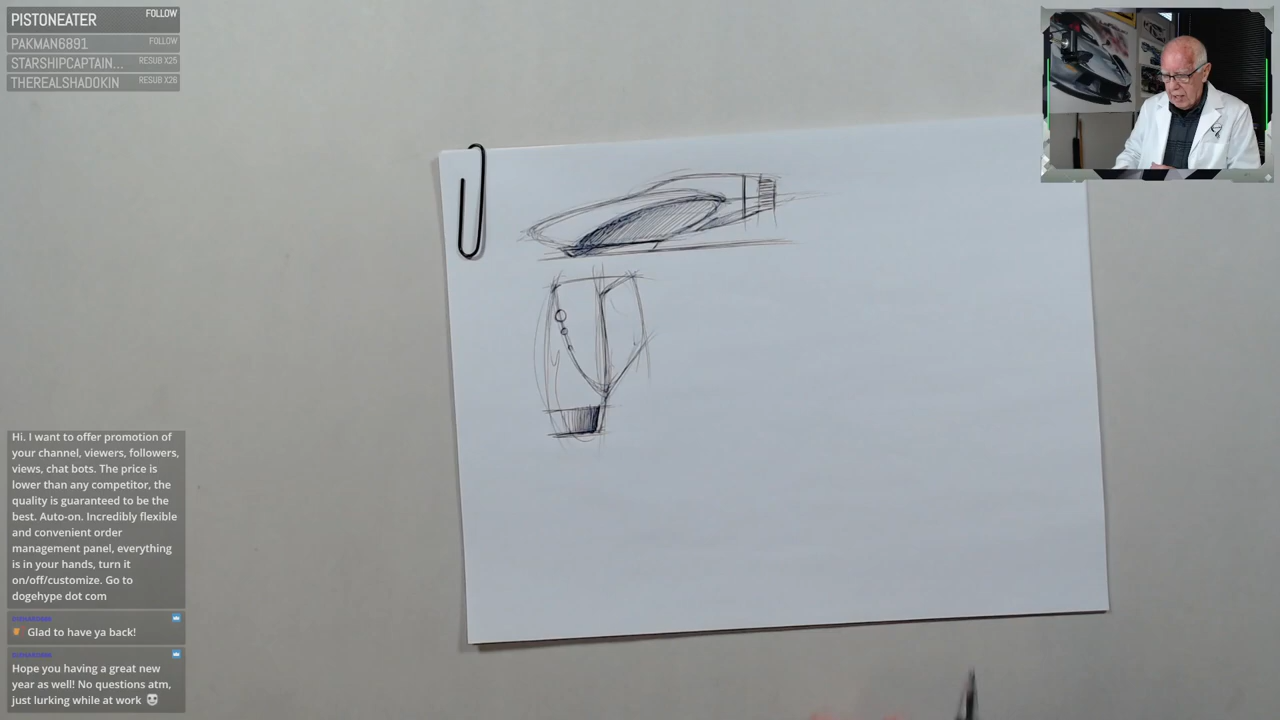 PISTONEATER FOLLOW
PAKMAN6891 FOLLOW
STARSHIPCAPTAIN... RESUB X25
THEREALSHADOKIN RESUB X26
Hi. I want to offer promotion of
your channel, viewers, followers,
views, chat bots. The price is
lower than any competitor, the
quality is guaranteed to be the
best. Auto-on. Incredibly flexible
and convenient order
management panel, everything
is in your hands, turn it
on/off/customize. Go to
dogehype dot com
Glad to have ya back!
Hope you having a great new
year as well! No questions atm,
just lurking while at work